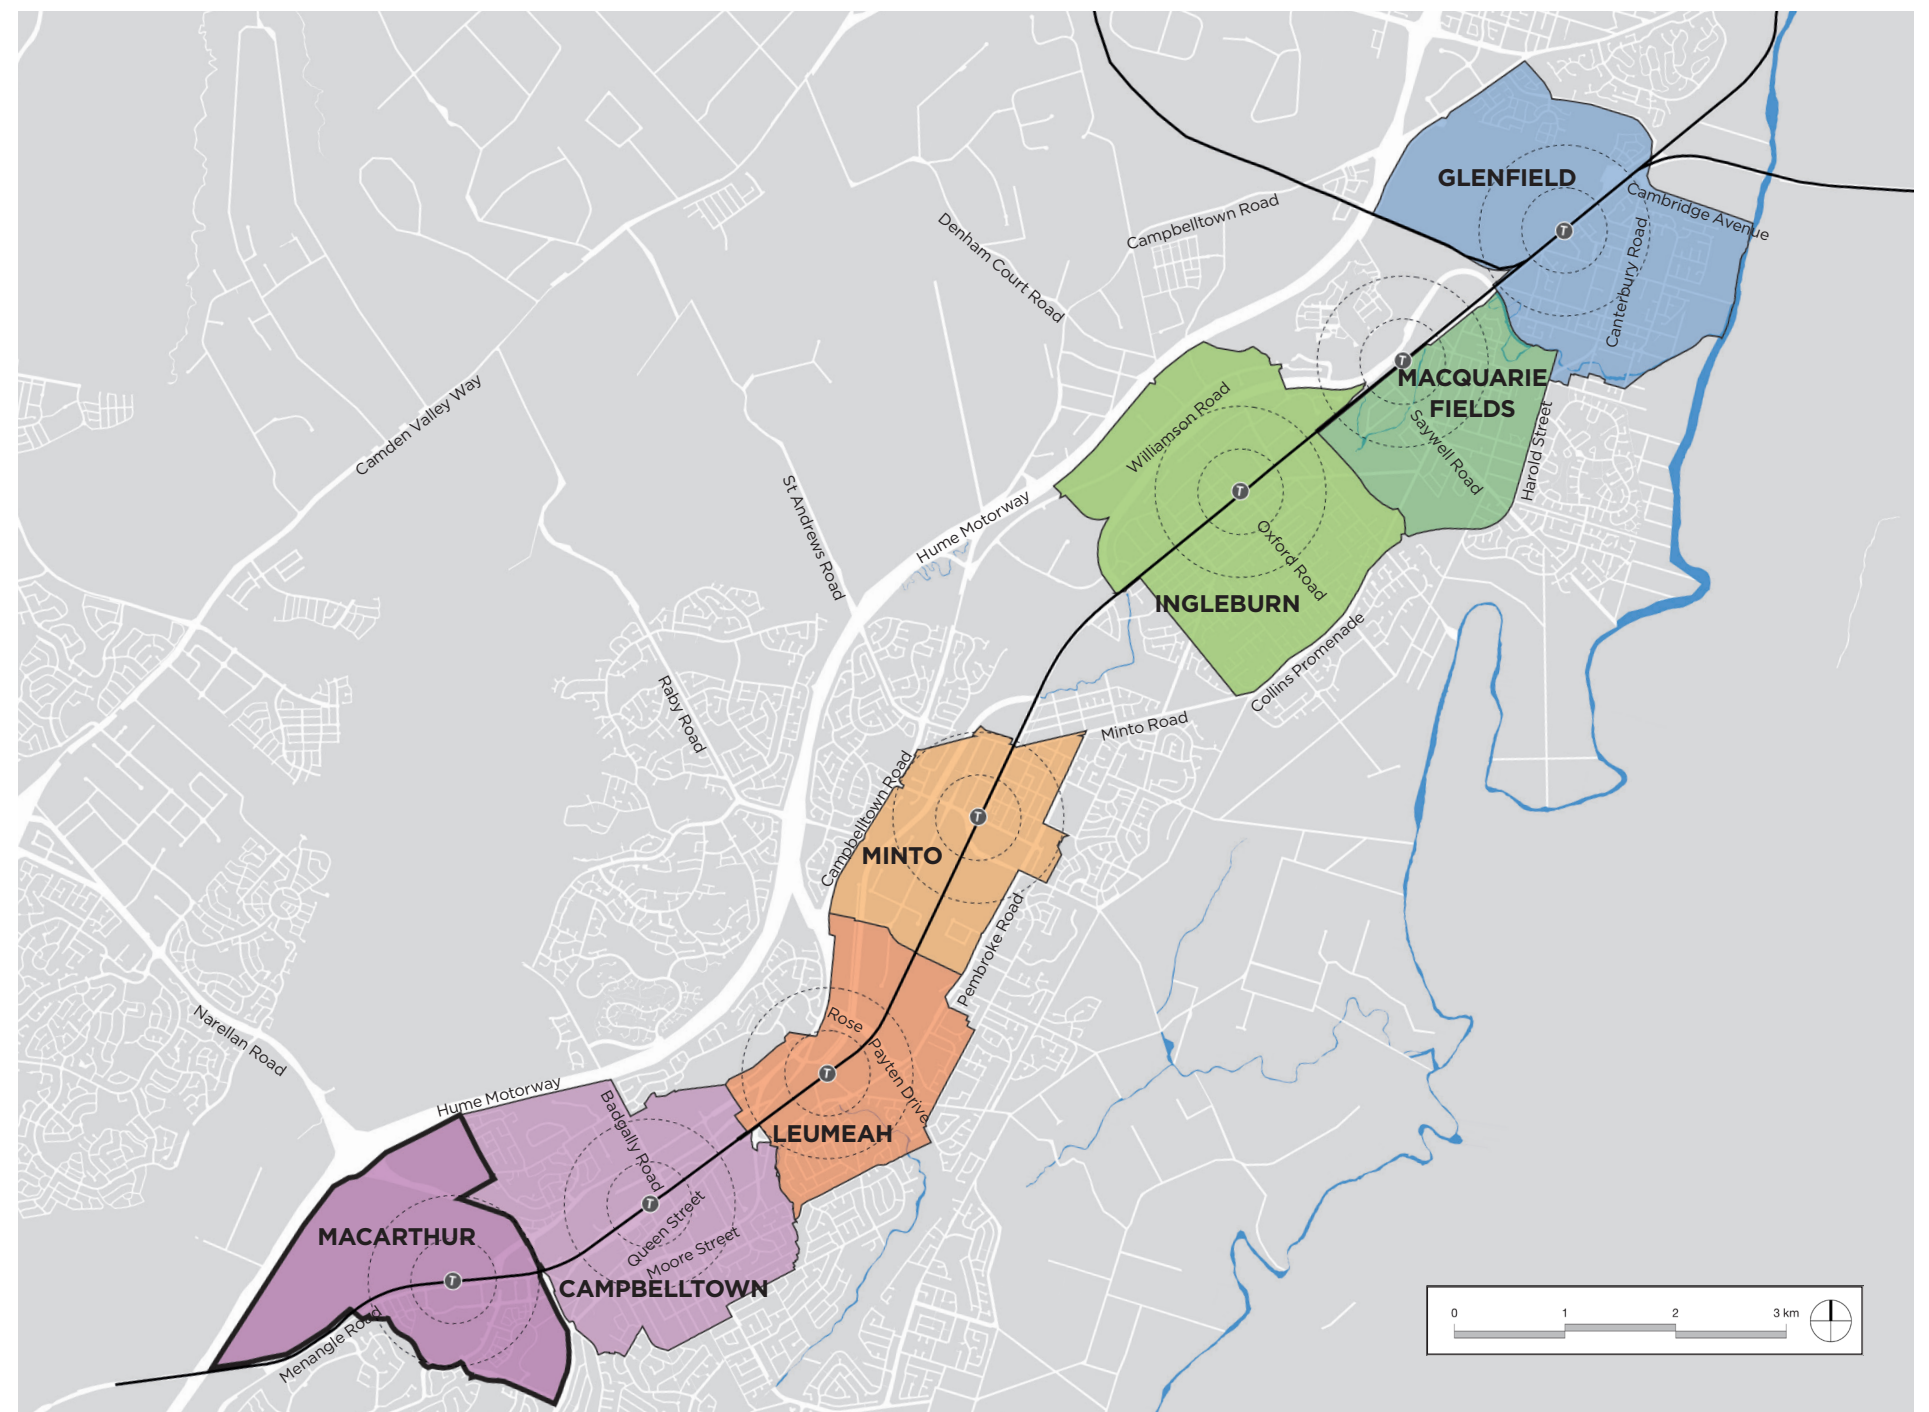 GLENFIELD
Cambridge Avenue
Campbelltown Road
Denham Court Road
Canterbury Road
MACQUARIE
FIELDS
Camden Valley Way
Williamson Road
Saywell Road
Harold Street
St Andrews Road
Hume Motorway
Oxford Road
INGLEBURN
Collins Promenade
Raby Road
Minto Road
Campbelltown Road
MINTO
Pembroke Road
Narellan Road
Rose
Payten Drive
Hume Motorway
Badgally Road
LEUMEAH
MACARTHUR
Queen Street
Moore Street
CAMPBELLTOWN
Menangle Road
0 1 2 3 km
T
T
T
T
T
T
T